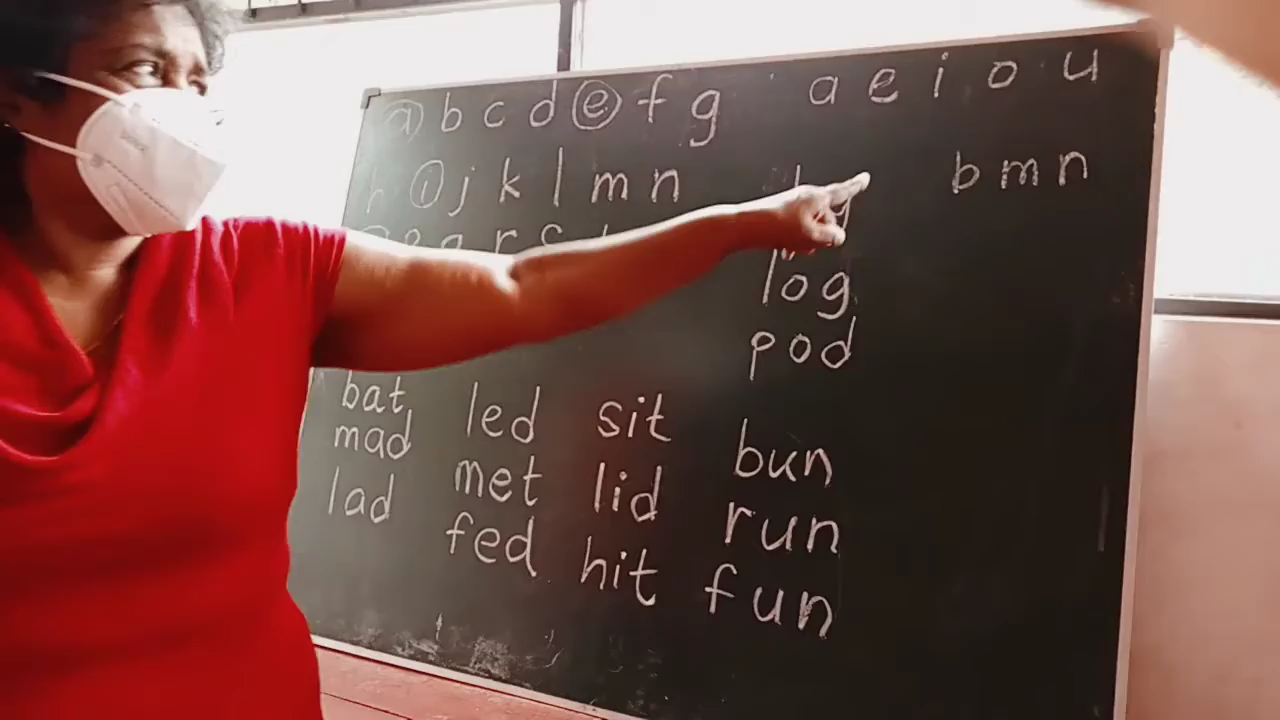 a b c d e f g a e i o u
h i j k l m n b m n
log
pod
bat led sit bun
mad met lid run
lad fed hit fun